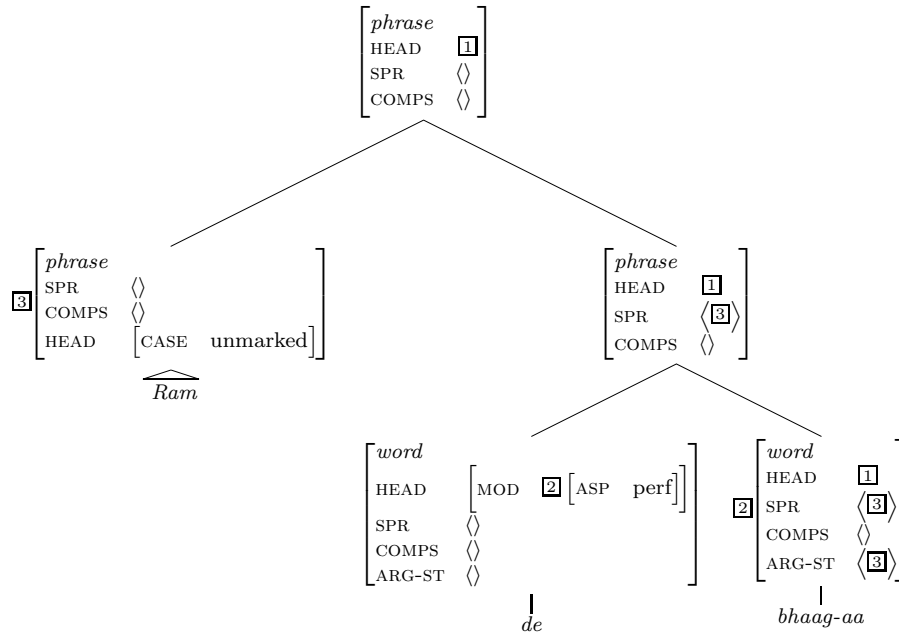 phrase
HEAD 1
SPR ⟨⟩
COMPS ⟨⟩
3
phrase
SPR ⟨⟩
COMPS ⟨⟩
HEAD [CASE unmarked]
Ram
phrase
HEAD 1
SPR ⟨3⟩
COMPS ⟨⟩
word
HEAD [MOD 2 [ASP perf]]
SPR ⟨⟩
COMPS ⟨⟩
ARG-ST ⟨⟩
de
2
word
HEAD 1
SPR ⟨3⟩
COMPS ⟨⟩
ARG-ST ⟨3⟩
bhaag-aa